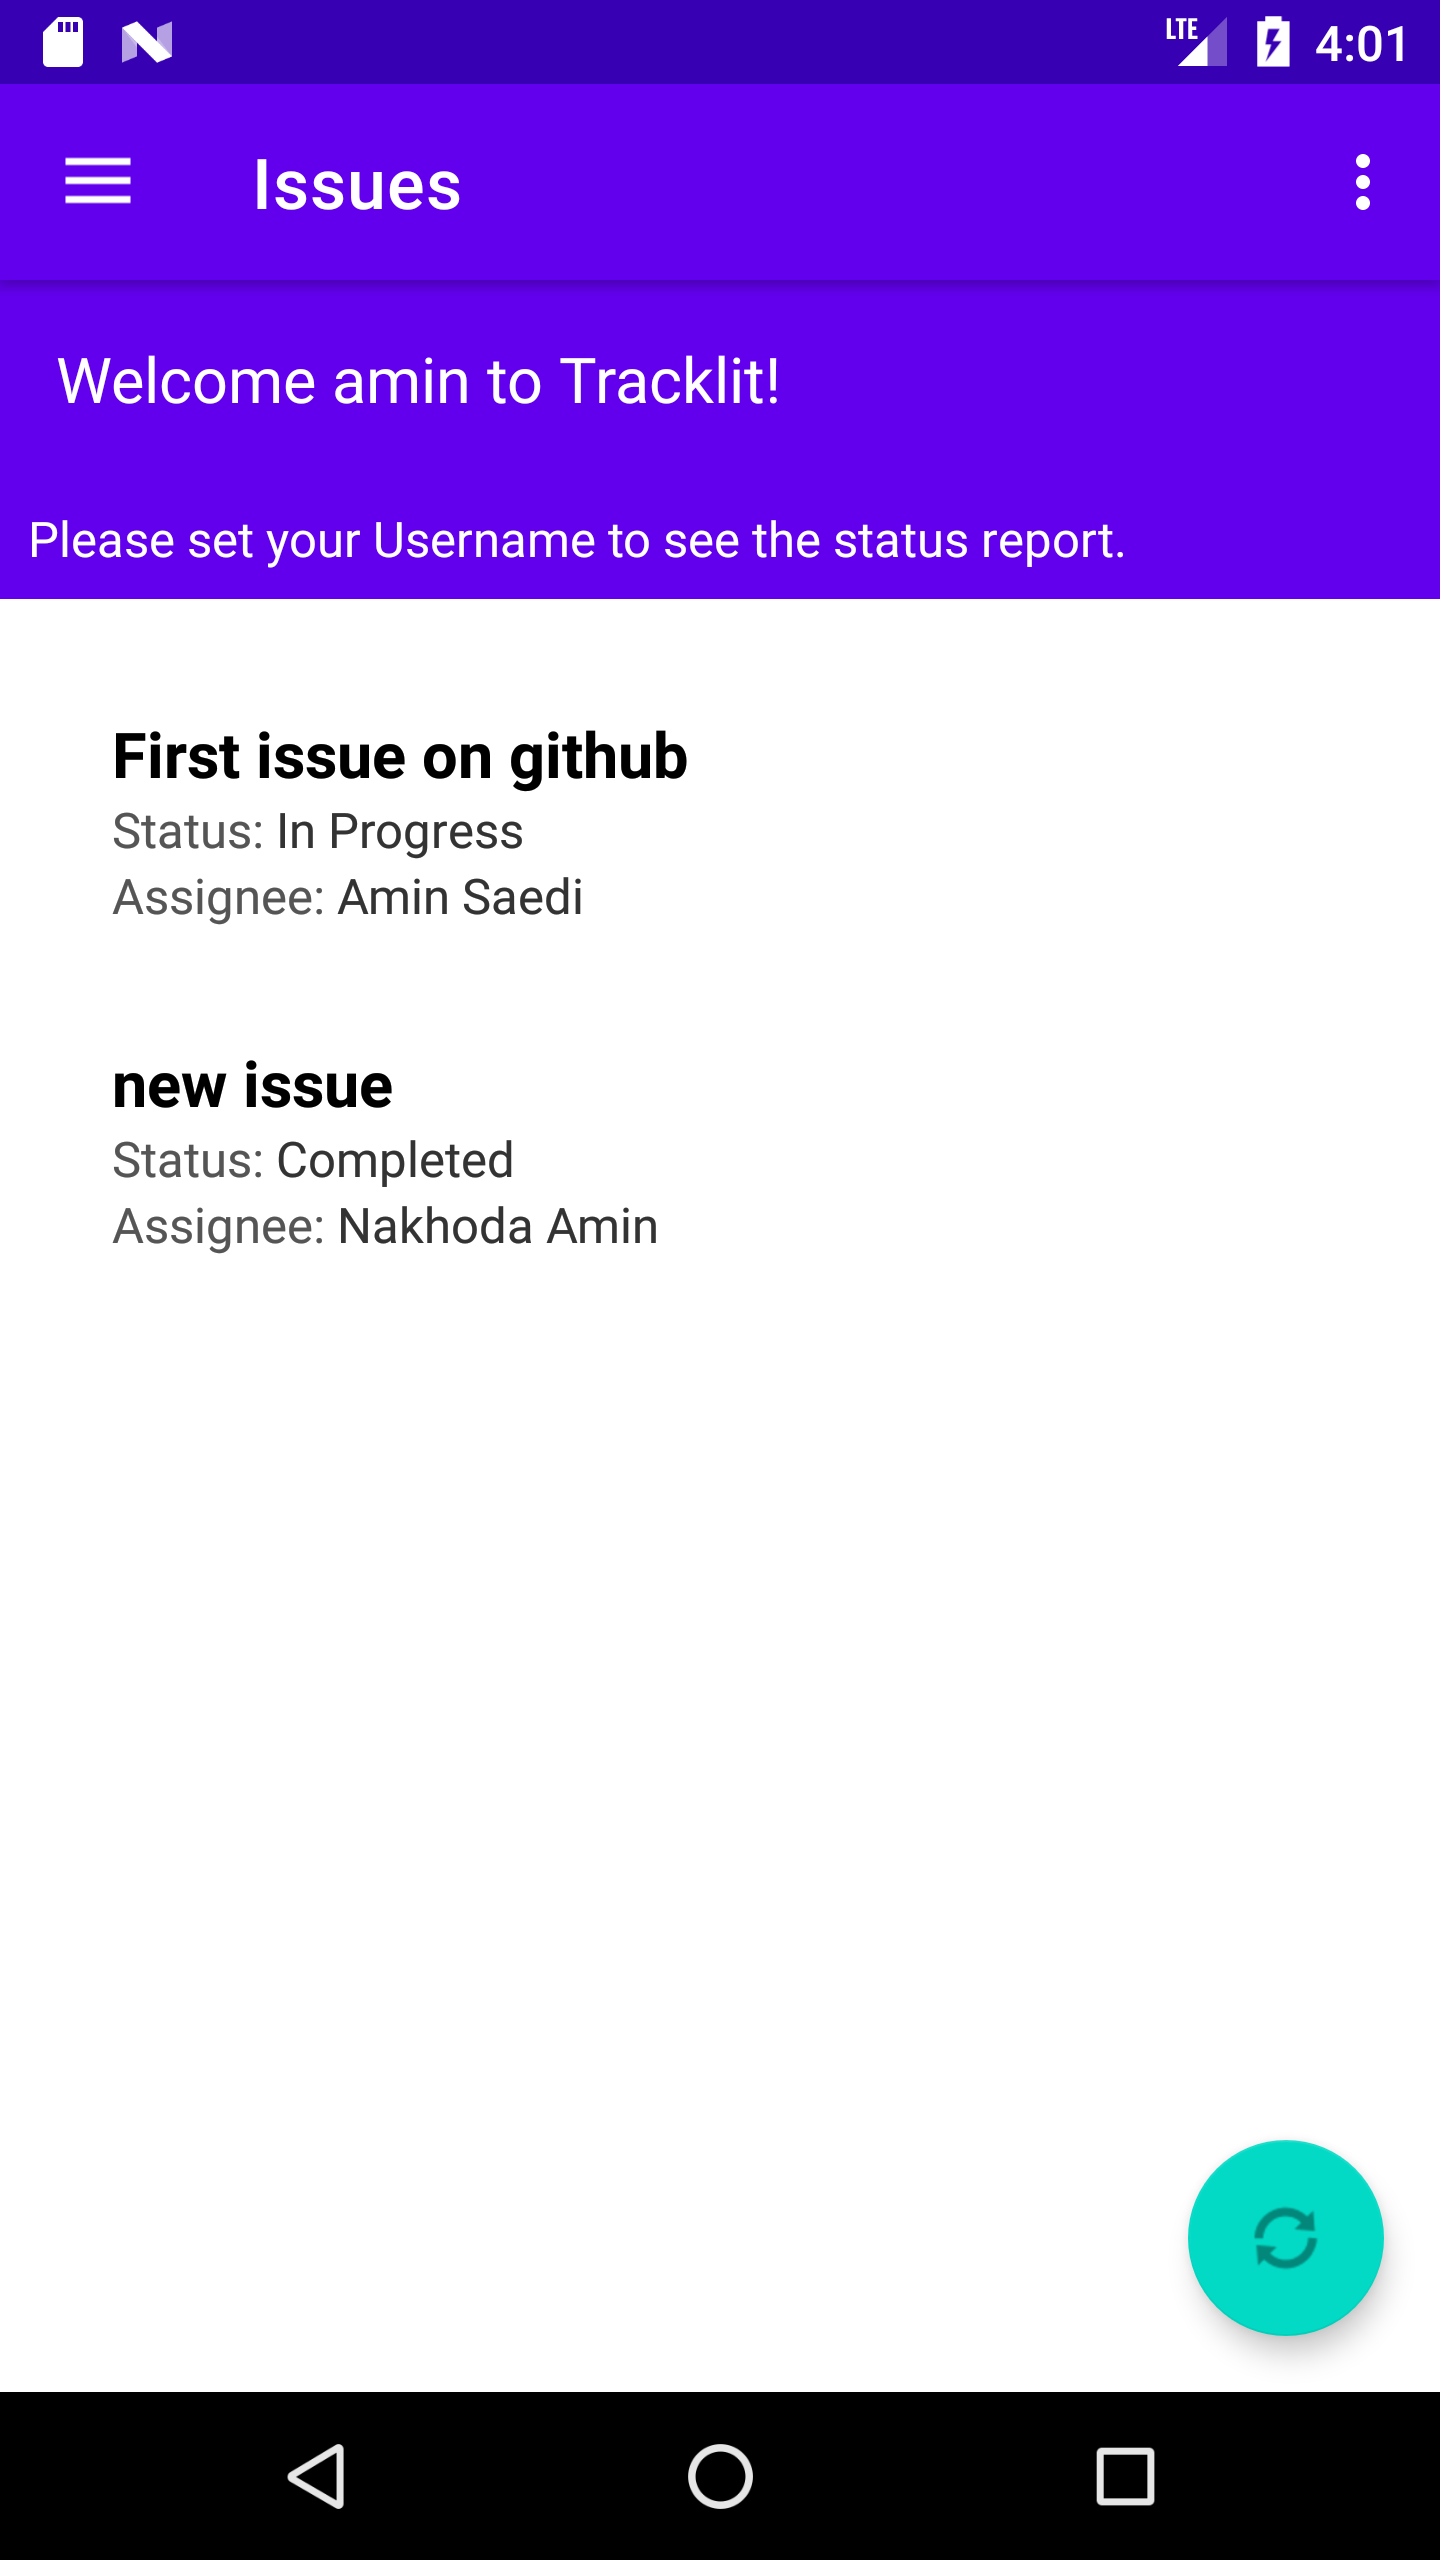 LTE 4:01
Issues
Welcome amin to Tracklit!
Please set your Username to see the status report.
First issue on github
Status: In Progress
Assignee: Amin Saedi
new issue
Status: Completed
Assignee: Nakhoda Amin